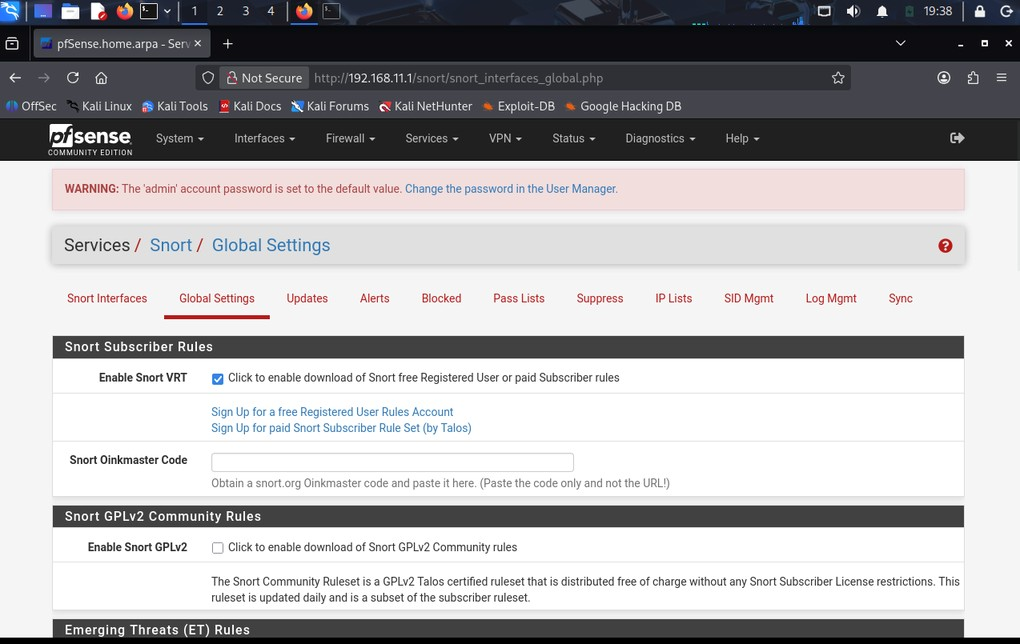 1 2 3 4 19:38
pfSense.home.arpa - Serv
Not Secure http://192.168.11.1/snort/snort_interfaces_global.php
OffSec Kali Linux Kali Tools Kali Docs Kali Forums Kali NetHunter Exploit-DB Google Hacking DB
pfsense System Interfaces Firewall Services VPN Status Diagnostics Help
COMMUNITY EDITION
WARNING: The 'admin' account password is set to the default value. Change the password in the User Manager.
Services / Snort / Global Settings
Snort Interfaces Global Settings Updates Alerts Blocked Pass Lists Suppress IP Lists SID Mgmt Log Mgmt Sync
Snort Subscriber Rules
Enable Snort VRT Click to enable download of Snort free Registered User or paid Subscriber rules
Sign Up for a free Registered User Rules Account
Sign Up for paid Snort Subscriber Rule Set (by Talos)
Snort Oinkmaster Code
Obtain a snort.org Oinkmaster code and paste it here. (Paste the code only and not the URL!)
Snort GPLv2 Community Rules
Enable Snort GPLv2 Click to enable download of Snort GPLv2 Community rules
The Snort Community Ruleset is a GPLv2 Talos certified ruleset that is distributed free of charge without any Snort Subscriber License restrictions. This
ruleset is updated daily and is a subset of the subscriber ruleset.
Emerging Threats (ET) Rules